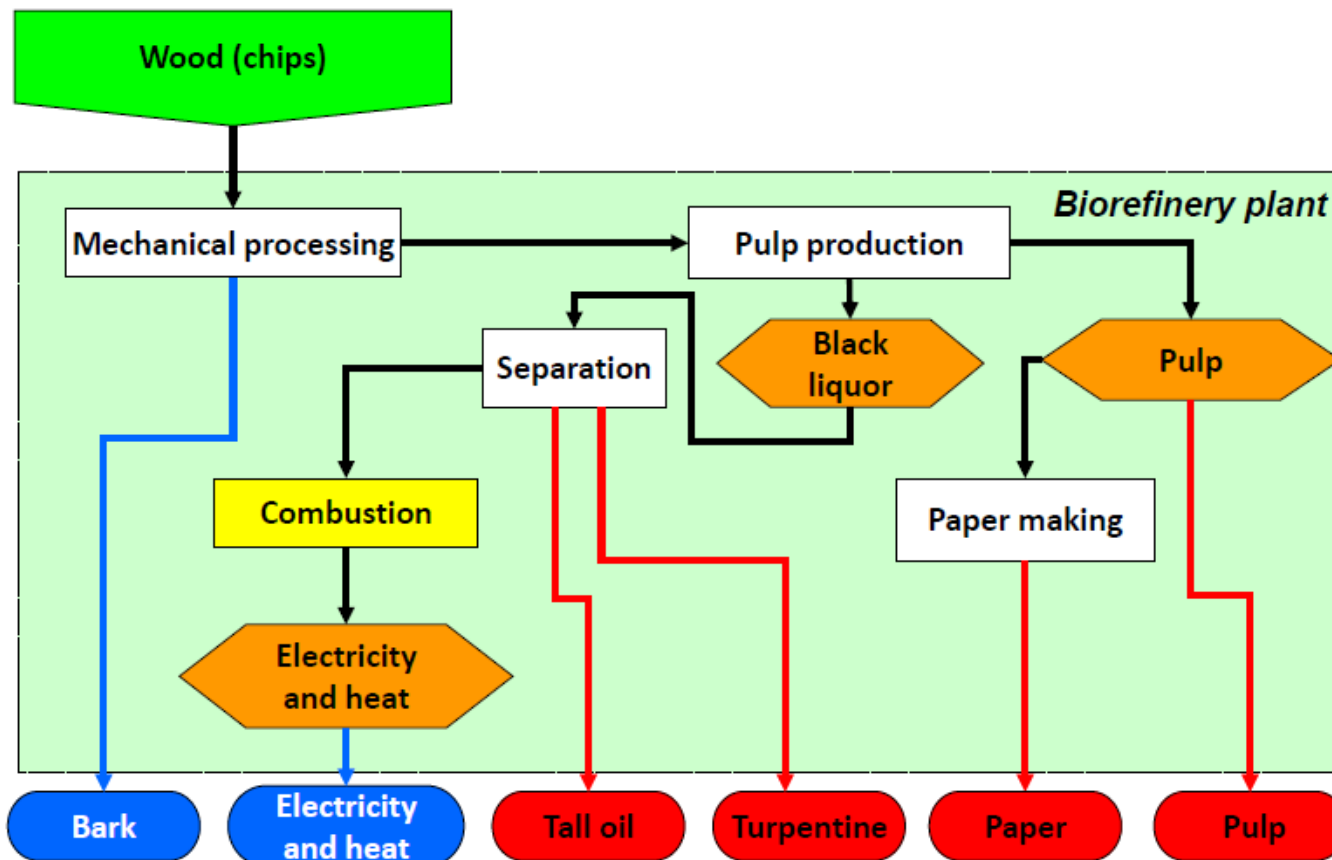 Wood (chips)
Biorefinery plant
Mechanical processing
Pulp production
Separation
Black
liquor
Pulp
Combustion
Paper making
Electricity
and heat
Bark
Electricity
and heat
Tall oil
Turpentine
Paper
Pulp